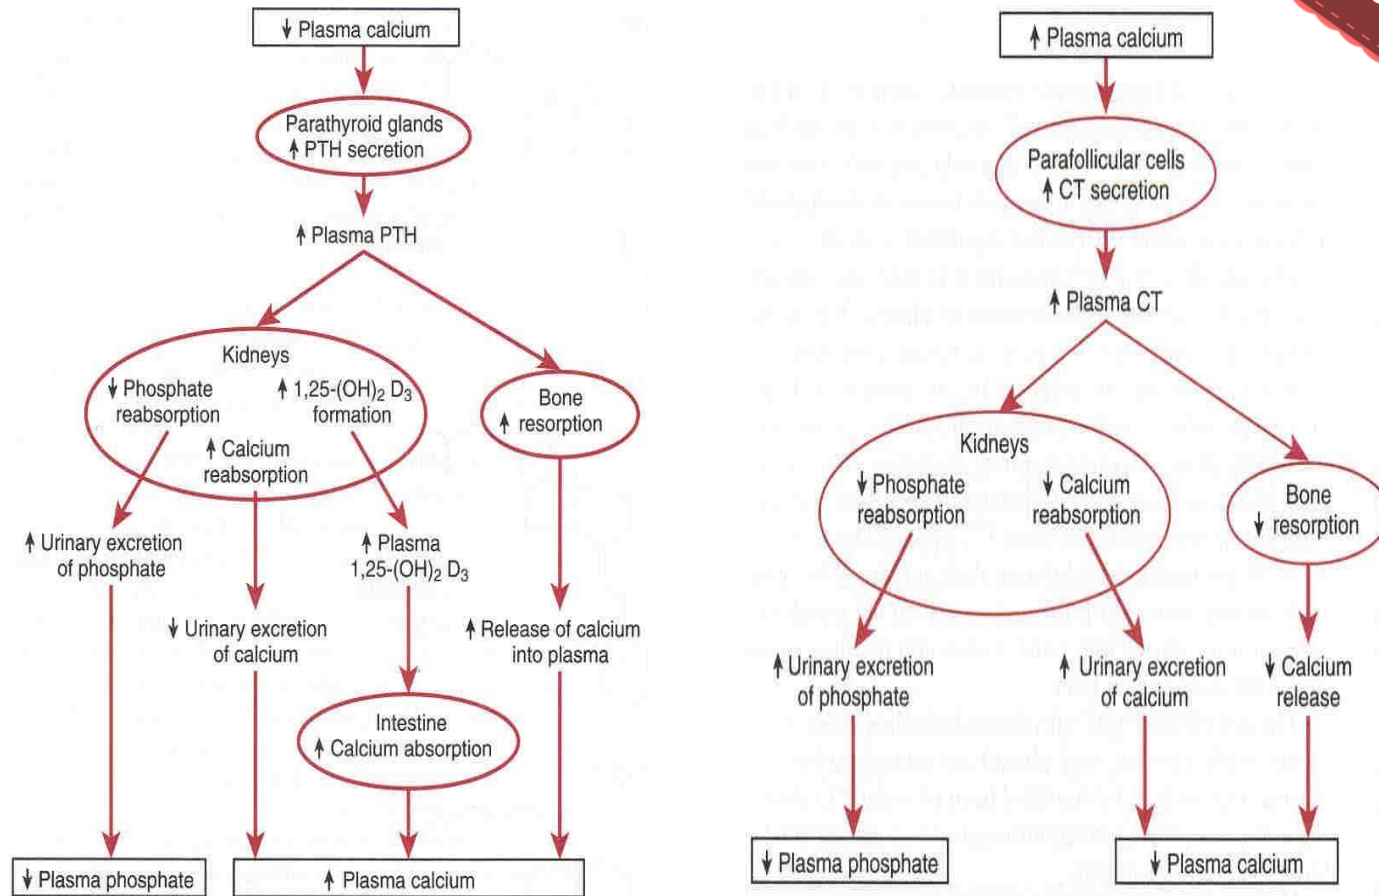 ↓ Plasma calcium
Parathyroid glands
↑ PTH secretion
↑ Plasma PTH
Kidneys
↓ Phosphate
reabsorption
↑ 1,25-(OH)₂ D₃
formation
↑ Calcium
reabsorption
Bone
↑ resorption
↑ Urinary excretion
of phosphate
↑ Plasma
1,25-(OH)₂ D₃
↓ Urinary excretion
of calcium
↑ Release of calcium
into plasma
Intestine
↑ Calcium absorption
↓ Plasma phosphate
↑ Plasma calcium
↑ Plasma calcium
Parafollicular cells
↑ CT secretion
↑ Plasma CT
Kidneys
↓ Phosphate
reabsorption
↓ Calcium
reabsorption
Bone
↓ resorption
↑ Urinary excretion
of phosphate
↑ Urinary excretion
of calcium
↓ Calcium
release
↓ Plasma phosphate
↓ Plasma calcium